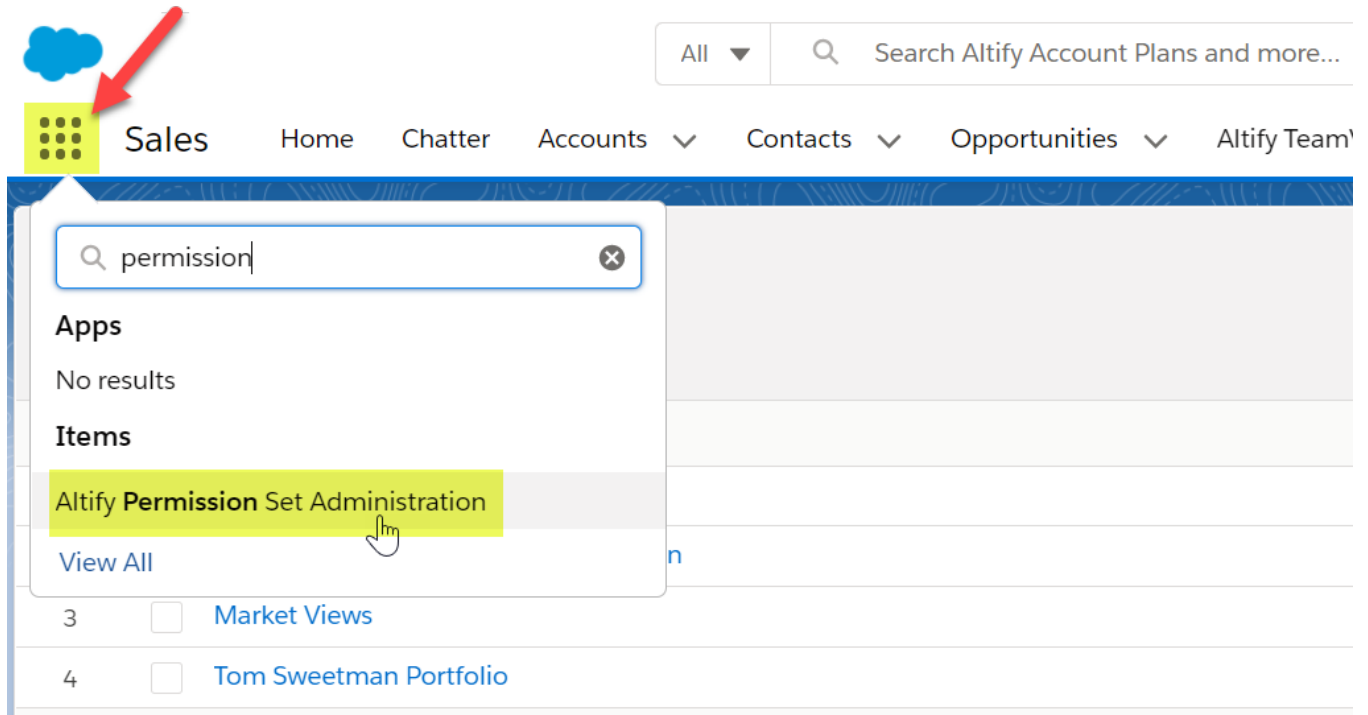 All
Search Altify Account Plans and more...
Sales Home Chatter Accounts Contacts Opportunities Altify Team
permission
Apps
No results
Items
Altify Permission Set Administration
View All
n
3 Market Views
4 Tom Sweetman Portfolio